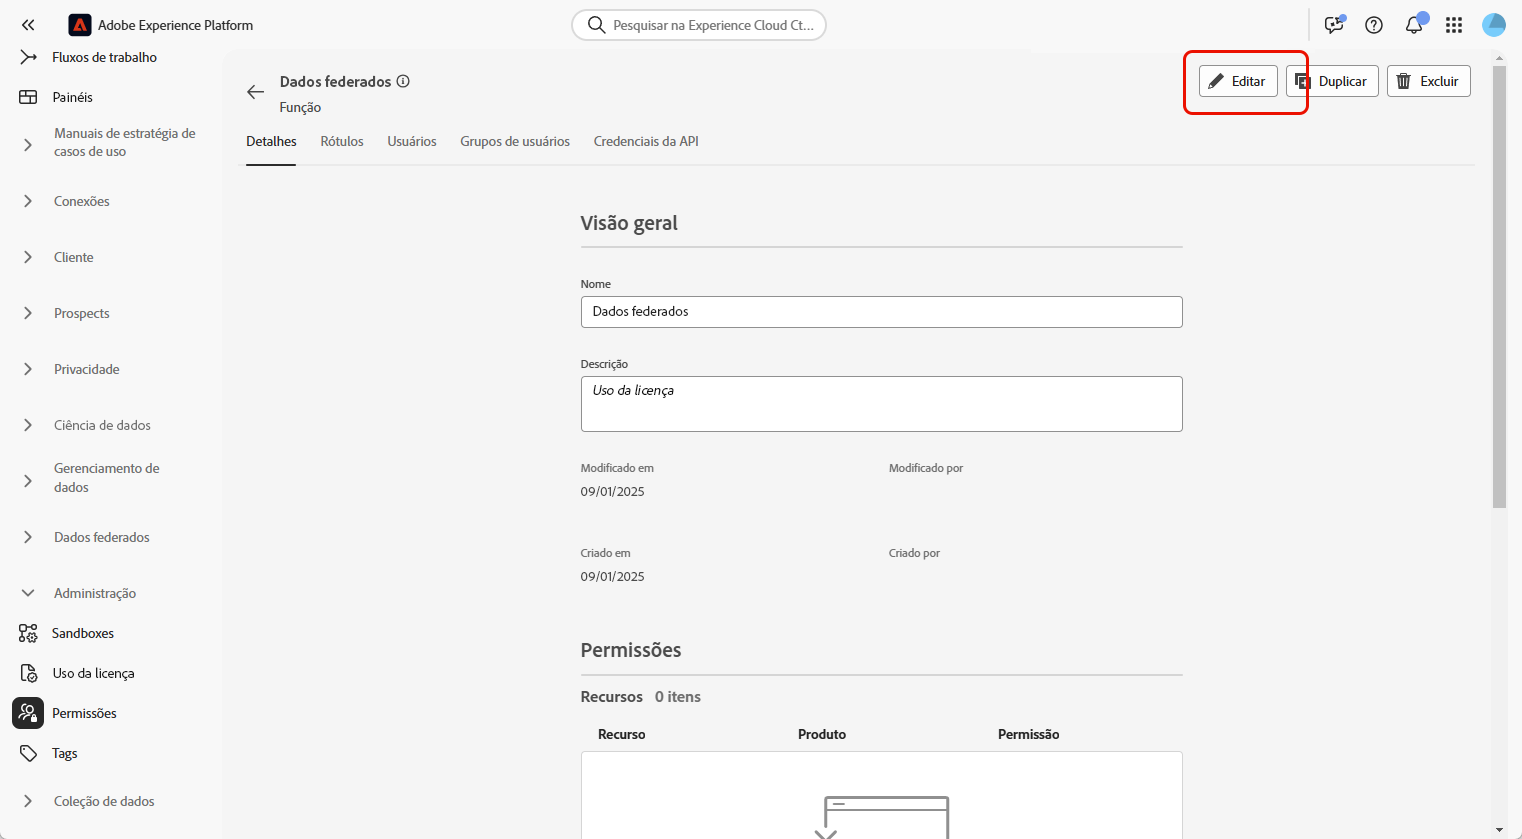 Adobe Experience Platform
Pesquisar na Experience Cloud Ct...
Fluxos de trabalho
Painéis
Manuais de estratégia de
casos de uso
Conexões
Cliente
Prospects
Privacidade
Ciência de dados
Gerenciamento de
dados
Dados federados
Administração
Sandboxes
Uso da licença
Permissões
Tags
Coleção de dados
Dados federados
Função
Editar
Duplicar
Excluir
Detalhes
Rótulos
Usuários
Grupos de usuários
Credenciais da API
Visão geral
Nome
Dados federados
Descrição
Uso da licença
Modificado em
Modificado por
09/01/2025
Criado em
Criado por
09/01/2025
Permissões
Recursos 0 itens
Recurso
Produto
Permissão